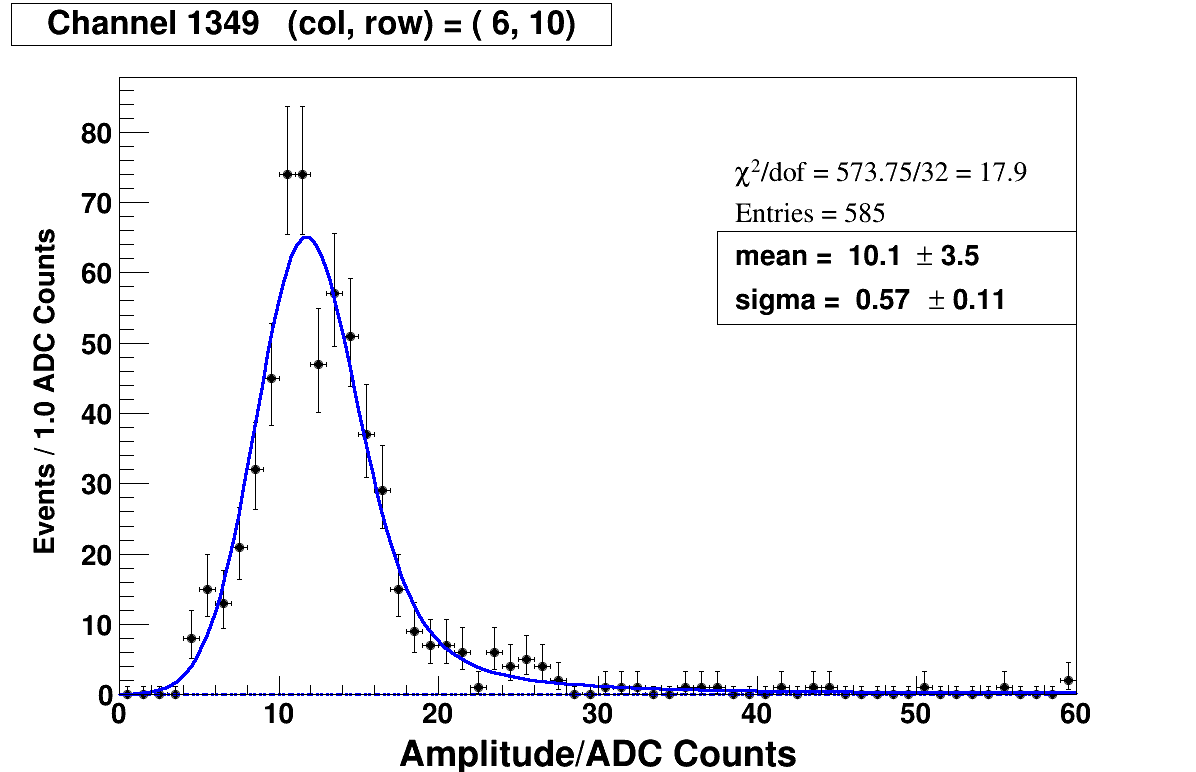 Channel 1349 (col, row) = ( 6, 10)
χ²/dof = 573.75/32 = 17.9
Entries = 585
mean = 10.1 ± 3.5
sigma = 0.57 ± 0.11
Events / 1.0 ADC Counts
80
70
60
50
40
30
20
10
0
0 10 20 30 40 50 60
Amplitude/ADC Counts